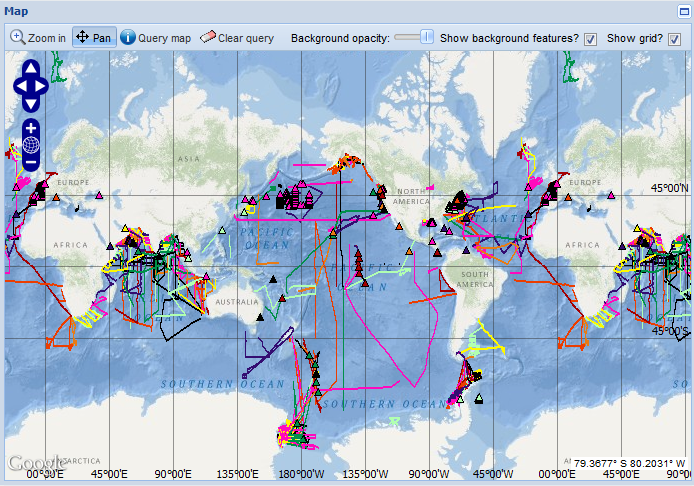 Map
Zoom in Pan Query map Clear query Background opacity: Show background features? Show grid?
ASIA
EUROPE
NORTH
AMERICA
EUROPE
45°00'N
ATLANTIC
PACIFIC
OCEAN
AFRICA
AFRICA
SOUTH
AMERICA
AUSTRALIA
45°00'S
SOUTHERN OCEAN
SOUTHERN OCEAN
ANTARCTICA
Google
79.3677° S 80.2031° W
00°00'E 45°00'E 90°00'E 135°00'E 180°00'W 135°00'W 90°00'W 45°00'W 00°00'E 45°00'E 90°00'E